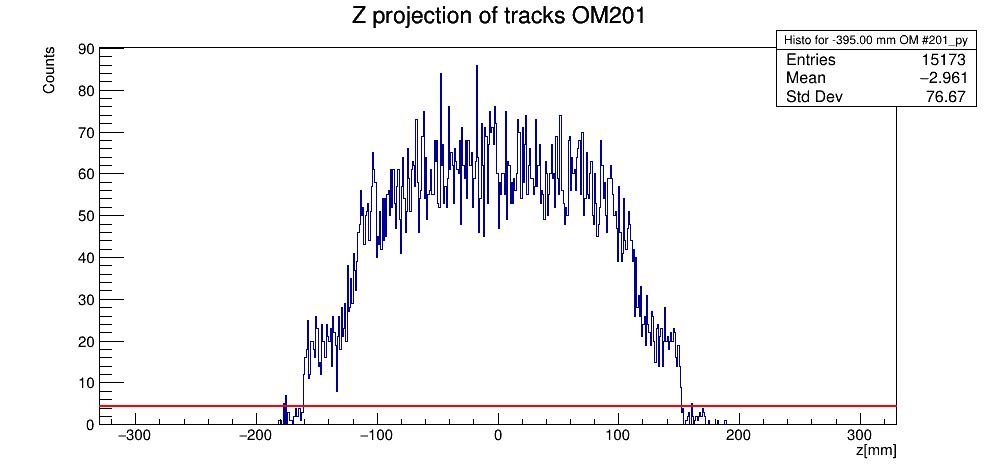 Z projection of tracks OM201
Histo for -395.00 mm OM #201_py
Entries 15173
Mean −2.961
Std Dev 76.67
Counts
90
80
70
60
50
40
30
20
10
0
−300 −200 −100 0 100 200 300
z[mm]